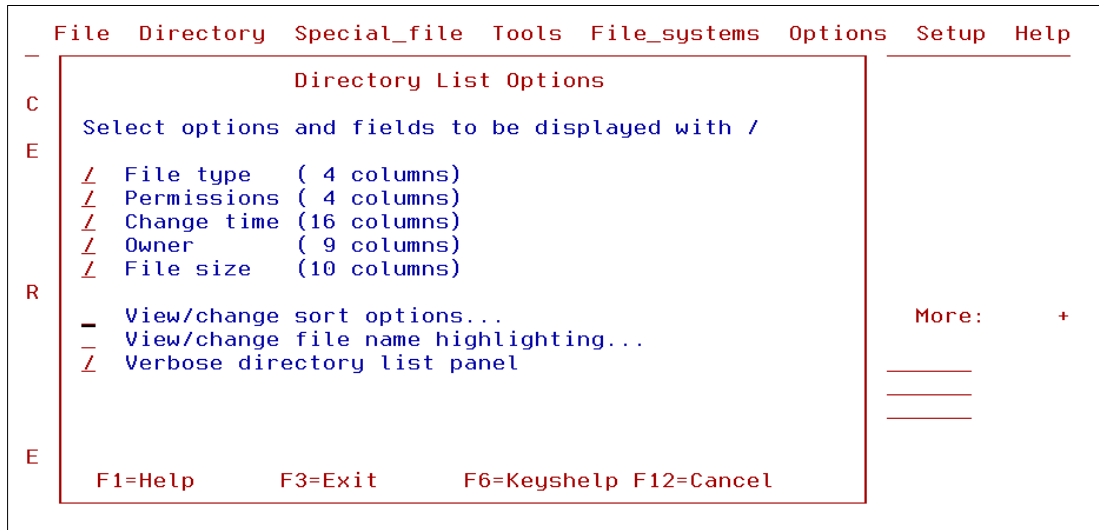 File Directory Special_file Tools File_systems Options Setup Help
Directory List Options
C
Select options and fields to be displayed with /
E
/ File type ( 4 columns)
/ Permissions ( 4 columns)
/ Change time (16 columns)
/ Owner ( 9 columns)
/ File size (10 columns)
R
_ View/change sort options... More: +
_ View/change file name highlighting...
/ Verbose directory list panel
E
F1=Help F3=Exit F6=Keyshelp F12=Cancel